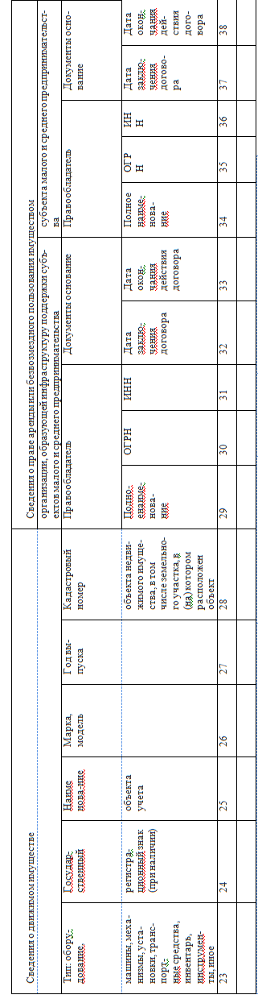 Сведения о движимом имуществе
Сведения о праве аренды или безвозмездного пользования имуществом
организации, образующей инфраструктуру поддержки субъ-
ектов малого и среднего предпринимательства
субъекта малого и среднего предпринимательст-
ва
Тип: обору-
дование,
Государ-
ственный
Наиме
нова-ние
Марка,
модель
Год вы-
пуска
Кадастровый
номер
Правообладатель
Документы основание
Правообладатель
Документы осно-
вание
машины, меха-
низмы, уста-
новки, транс-
порт-
ные средства,
инвентарь,
инструмен-
ты, иное
регистра-
ционный знак
(при наличии)
объекта
учета
объекта недви-
жимого имуще-
ства, в том
числе земельно-
го участка, в
(на) котором
расположен
объект
Полно-
енаиме-
нова-
ние
ОГРН
ИНН
Дата
заклю-
чения
договора
Дата
окон-
чания
действия
договора
Полное
наиме-
нова-
ние
ОГР
Н
ИН
Н
Дата
заклю-
чения
догово-
ра
Дата
окон-
чания
дей-
ствия
дого-
вора
23
24
25
26
27
28
29
30
31
32
33
34
35
36
37
38